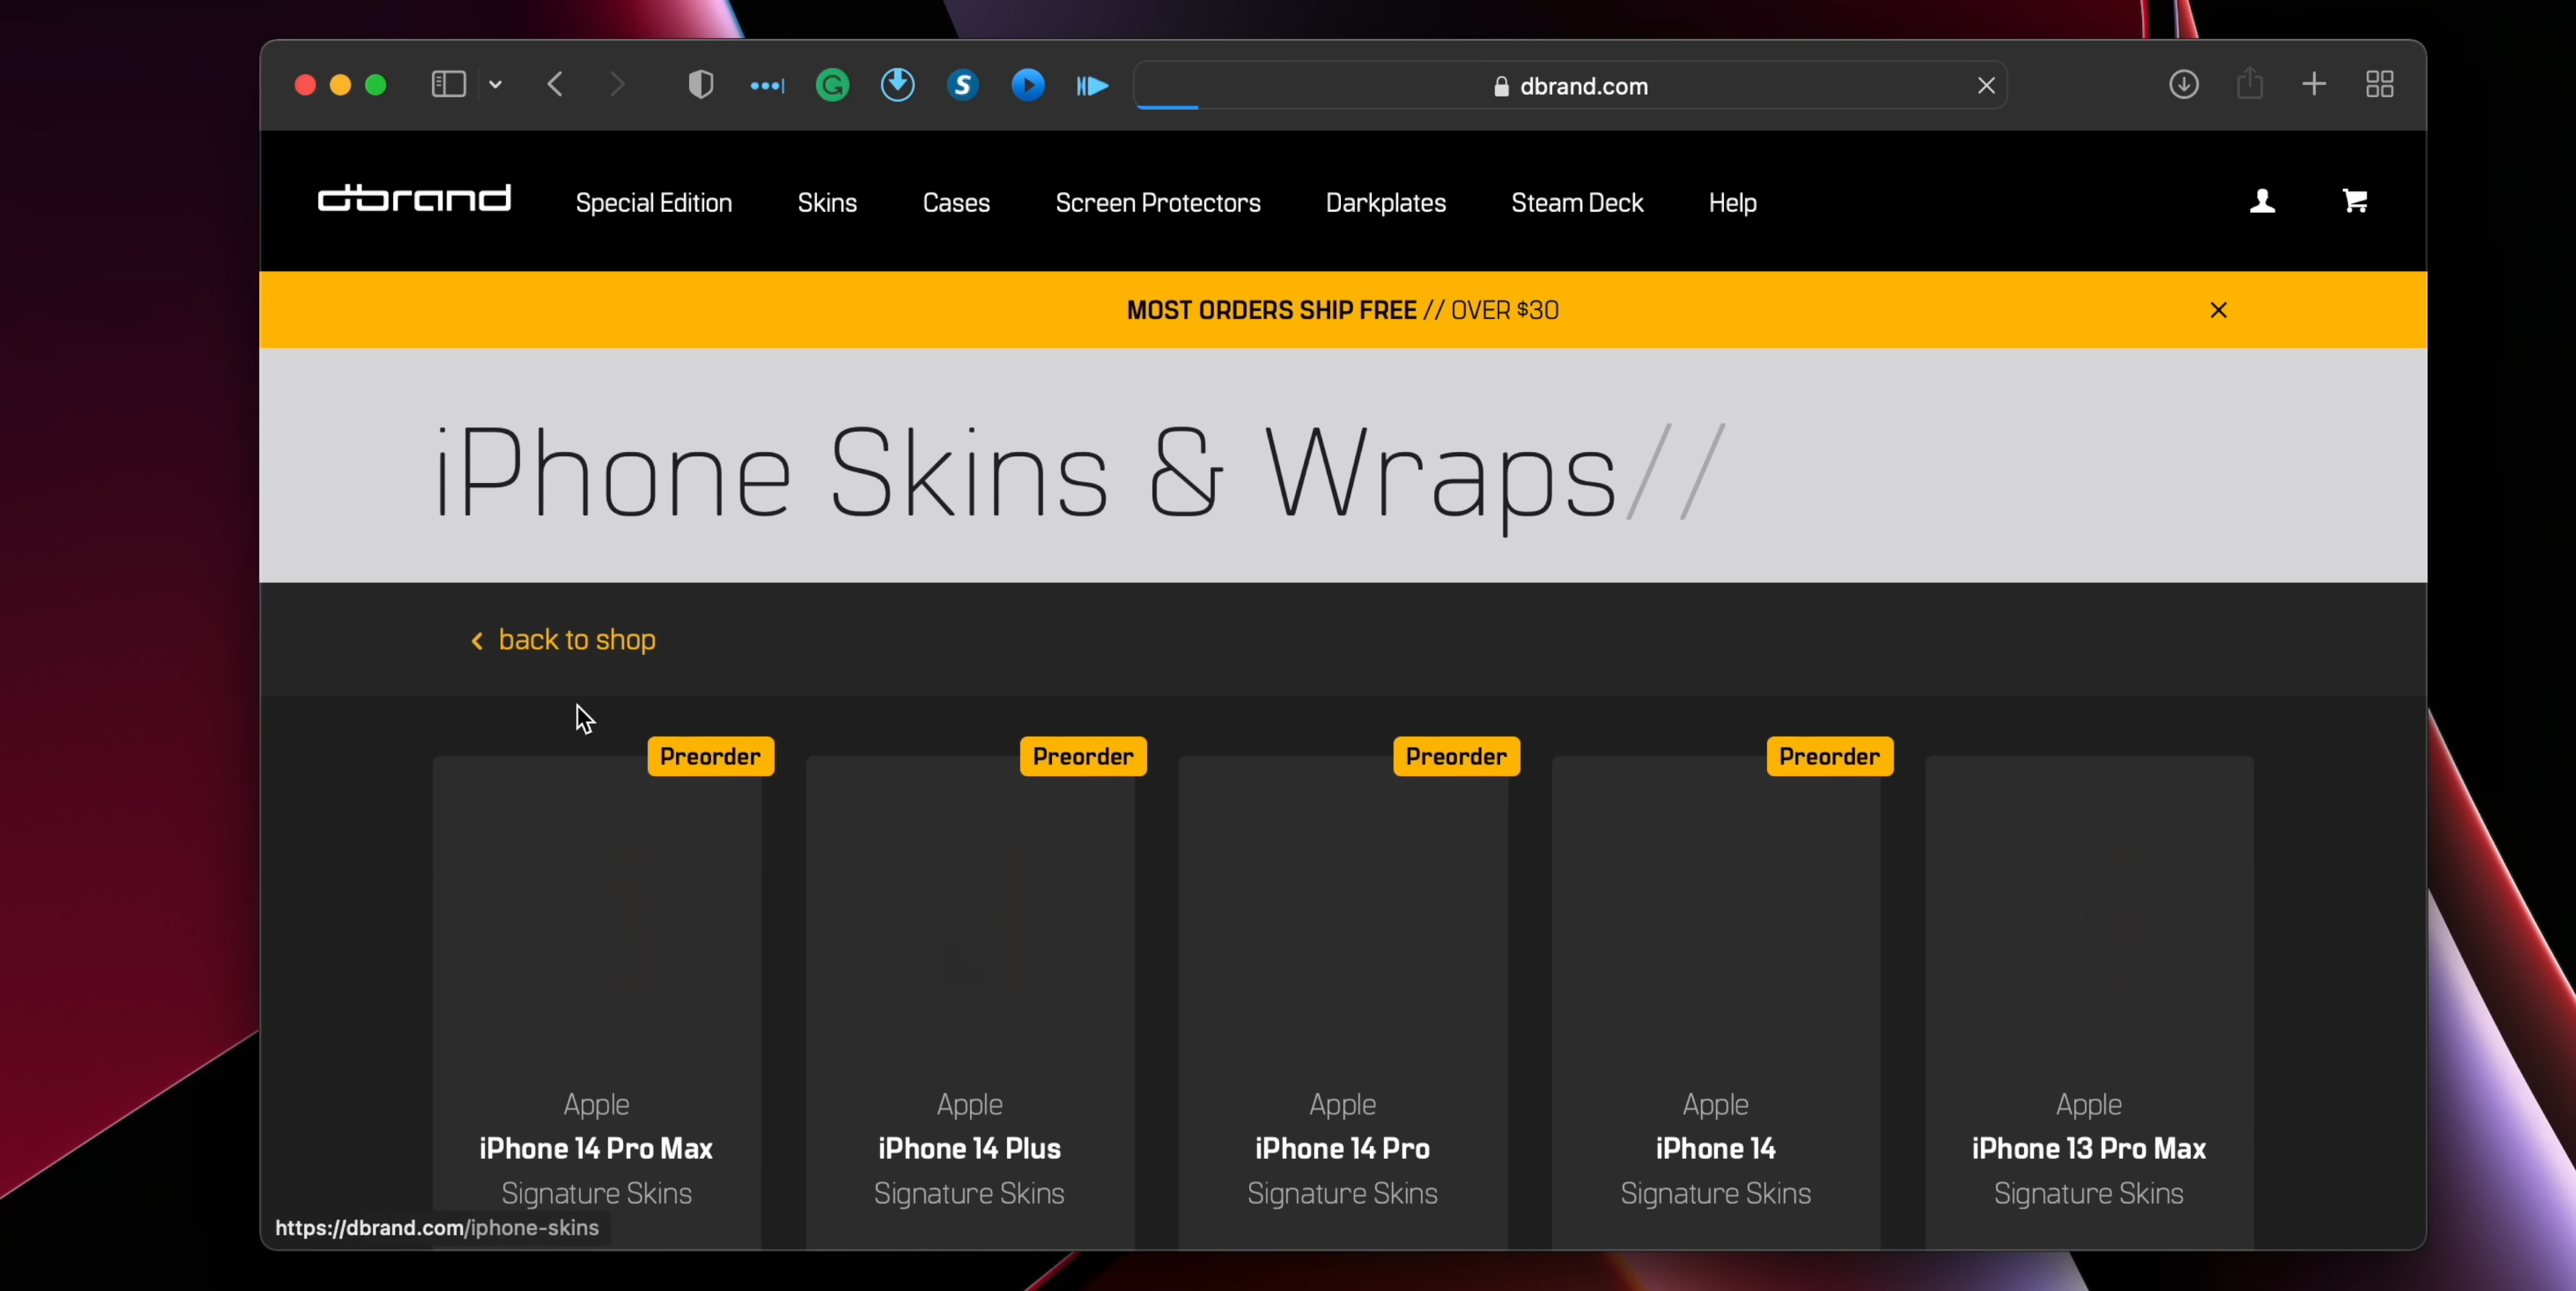 dbrand.com
dbrand Special Edition Skins Cases Screen Protectors Darkplates Steam Deck Help
MOST ORDERS SHIP FREE // OVER $30
iPhone Skins & Wraps//
back to shop
Preorder Preorder Preorder Preorder
Apple Apple Apple Apple Apple
iPhone 14 Pro Max iPhone 14 Plus iPhone 14 Pro iPhone 14 iPhone 13 Pro Max
Signature Skins Signature Skins Signature Skins Signature Skins Signature Skins
https://dbrand.com/iphone-skins